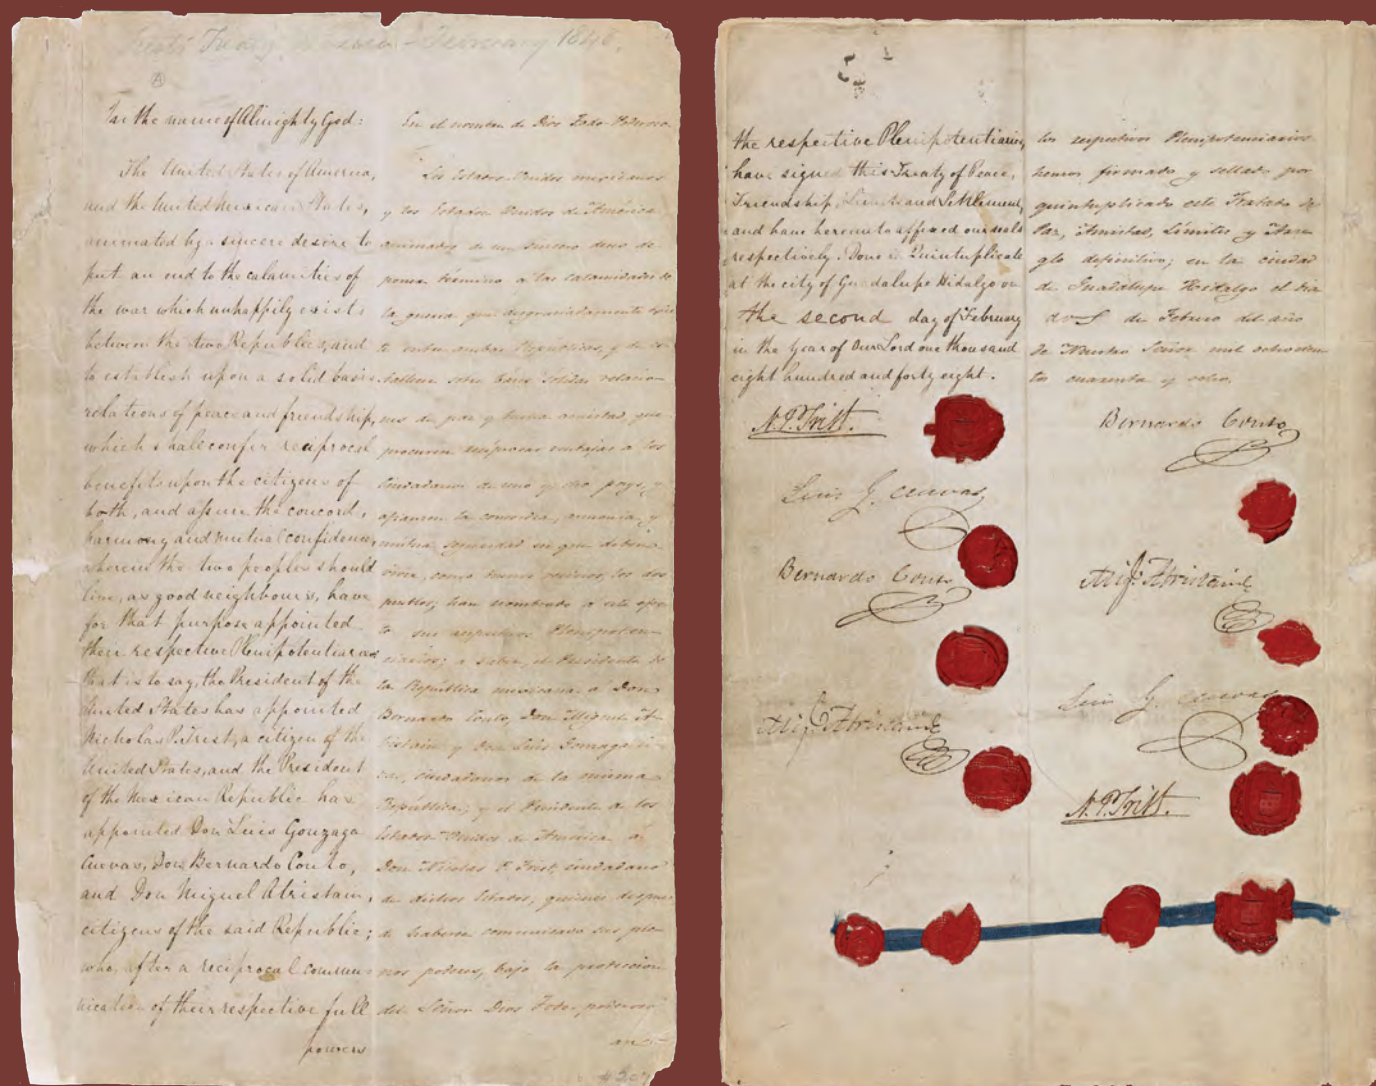 Treaty February 1848.
A
In the name of Almighty God:
The United States of America,
and the United Mexican States,
animated by a sincere desire to
put an end to the calamities of
the war which unhappily exists
between the two Republics, and
to establish upon a solid basis
relations of peace and friendship,
which shall confer reciprocal
benefits upon the citizens of
both, and assure the concord,
harmony and mutual confidence,
wherein the two peoples should
live, as good neighbours, have
for that purpose appointed
their respective Plenipotentiaries
that is to say, the President of the
United States has appointed
Nicholas P. Trist, a citizen of the
United States, and the President
of the Mexican Republic has
appointed Don Luis Gonzaga
Cuevas, Don Bernardo Couto,
and Don Miguel Atristain,
citizens of the said Republic;
who, after a reciprocal commu-
nication of their respective full
powers
En el nombre de Dios Todo-Poderoso.
Los Estados-Unidos mexicanos
y los Estados Unidos de América
animados de un sincero deseo de
poner término a las calamidades de
la guerra que desgraciadamente
entre ambas Repúblicas, y de es-
tablecer sobre bases sólidas relacio-
nes de paz y buena amistad, que
procuren recíprocas ventajas a los
ciudadanos de uno y otro pays, y
afianzen la concordia, armonia y
mutua seguridad en que deben
vivir, como buenos vecinos, los dos
pueblos; han nombrado a este efec-
to sus respectivos Plenipoten-
ciarios; a saber, el Presidente de
la República mexicana a Don
Bernardo Couto, Don Miguel A-
tristain y Don Luis Gonzaga
ciudadanos de la misma
República; y el Presidente de los
Estados Unidos de América a
Don Nicolas P. Trist, ciudadano
de dichos Estados, quienes despues
de haberse comunicado sus ple-
nos poderes, bajo la proteccion
del Señor Dios Todo-poderoso
the respective Plenipotentiaries
have signed this Treaty of Peace,
Friendship, Limits and Settlement,
and have hereunto affixed our seals
respectively. Done in Quintuplicate
at the city of Guadalupe Hidalgo on
the second day of February
in the year of Our Lord one thousand
eight hundred and forty eight.
los respectivos Plenipotenciarios
hemos firmado y sellado por
quintuplicado este Tratado de
Paz, Amistad, Límites y Arre-
glo definitivo; en la ciudad
de Guadalupe Hidalgo el dia
dos de Febrero del año
de Nuestro Señor mil ochocien-
tos cuarenta y ocho.
N. P. Trist.
Luis G. Cuevas
Bernardo Couto
Mig. Atristain
Bernardo Couto
Mig. Atristain
Luis G. Cuevas
N. P. Trist.